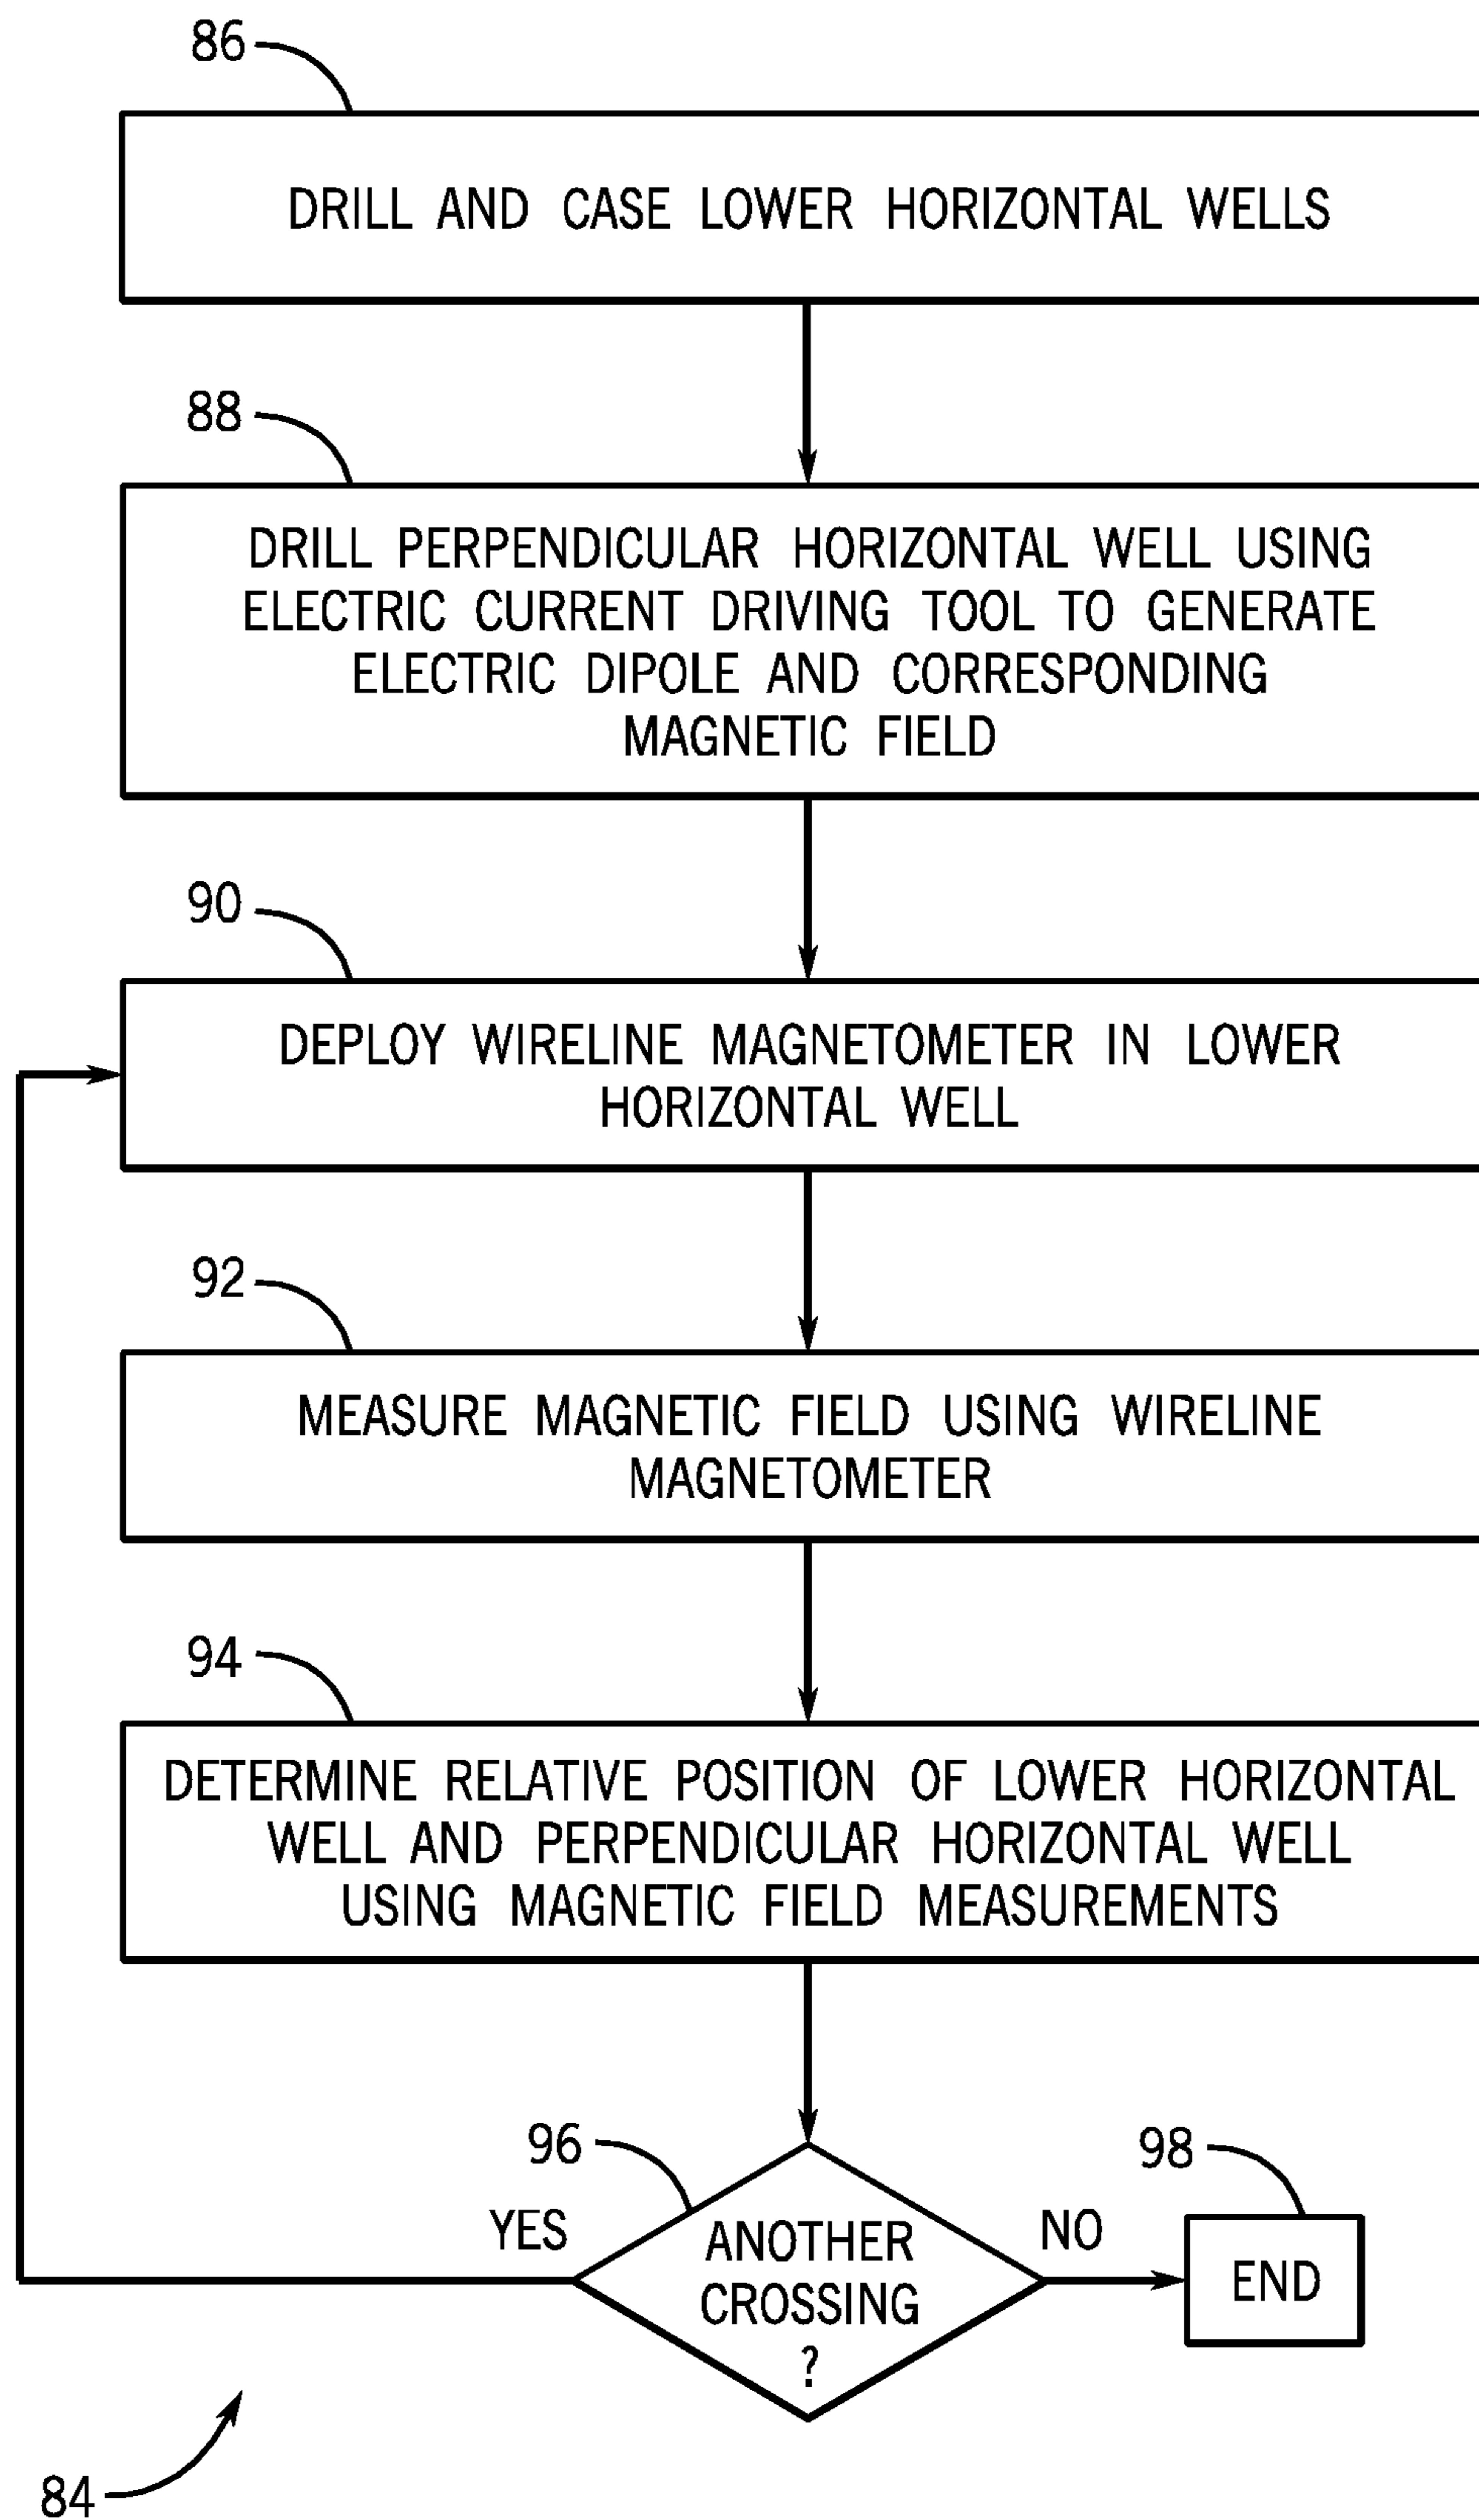 86
DRILL AND CASE LOWER HORIZONTAL WELLS
88
DRILL PERPENDICULAR HORIZONTAL WELL USING
ELECTRIC CURRENT DRIVING TOOL TO GENERATE
ELECTRIC DIPOLE AND CORRESPONDING
MAGNETIC FIELD
90
DEPLOY WIRELINE MAGNETOMETER IN LOWER
HORIZONTAL WELL
92
MEASURE MAGNETIC FIELD USING WIRELINE
MAGNETOMETER
94
DETERMINE RELATIVE POSITION OF LOWER HORIZONTAL
WELL AND PERPENDICULAR HORIZONTAL WELL
USING MAGNETIC FIELD MEASUREMENTS
96
YES
ANOTHER
CROSSING
?
NO
98
END
84